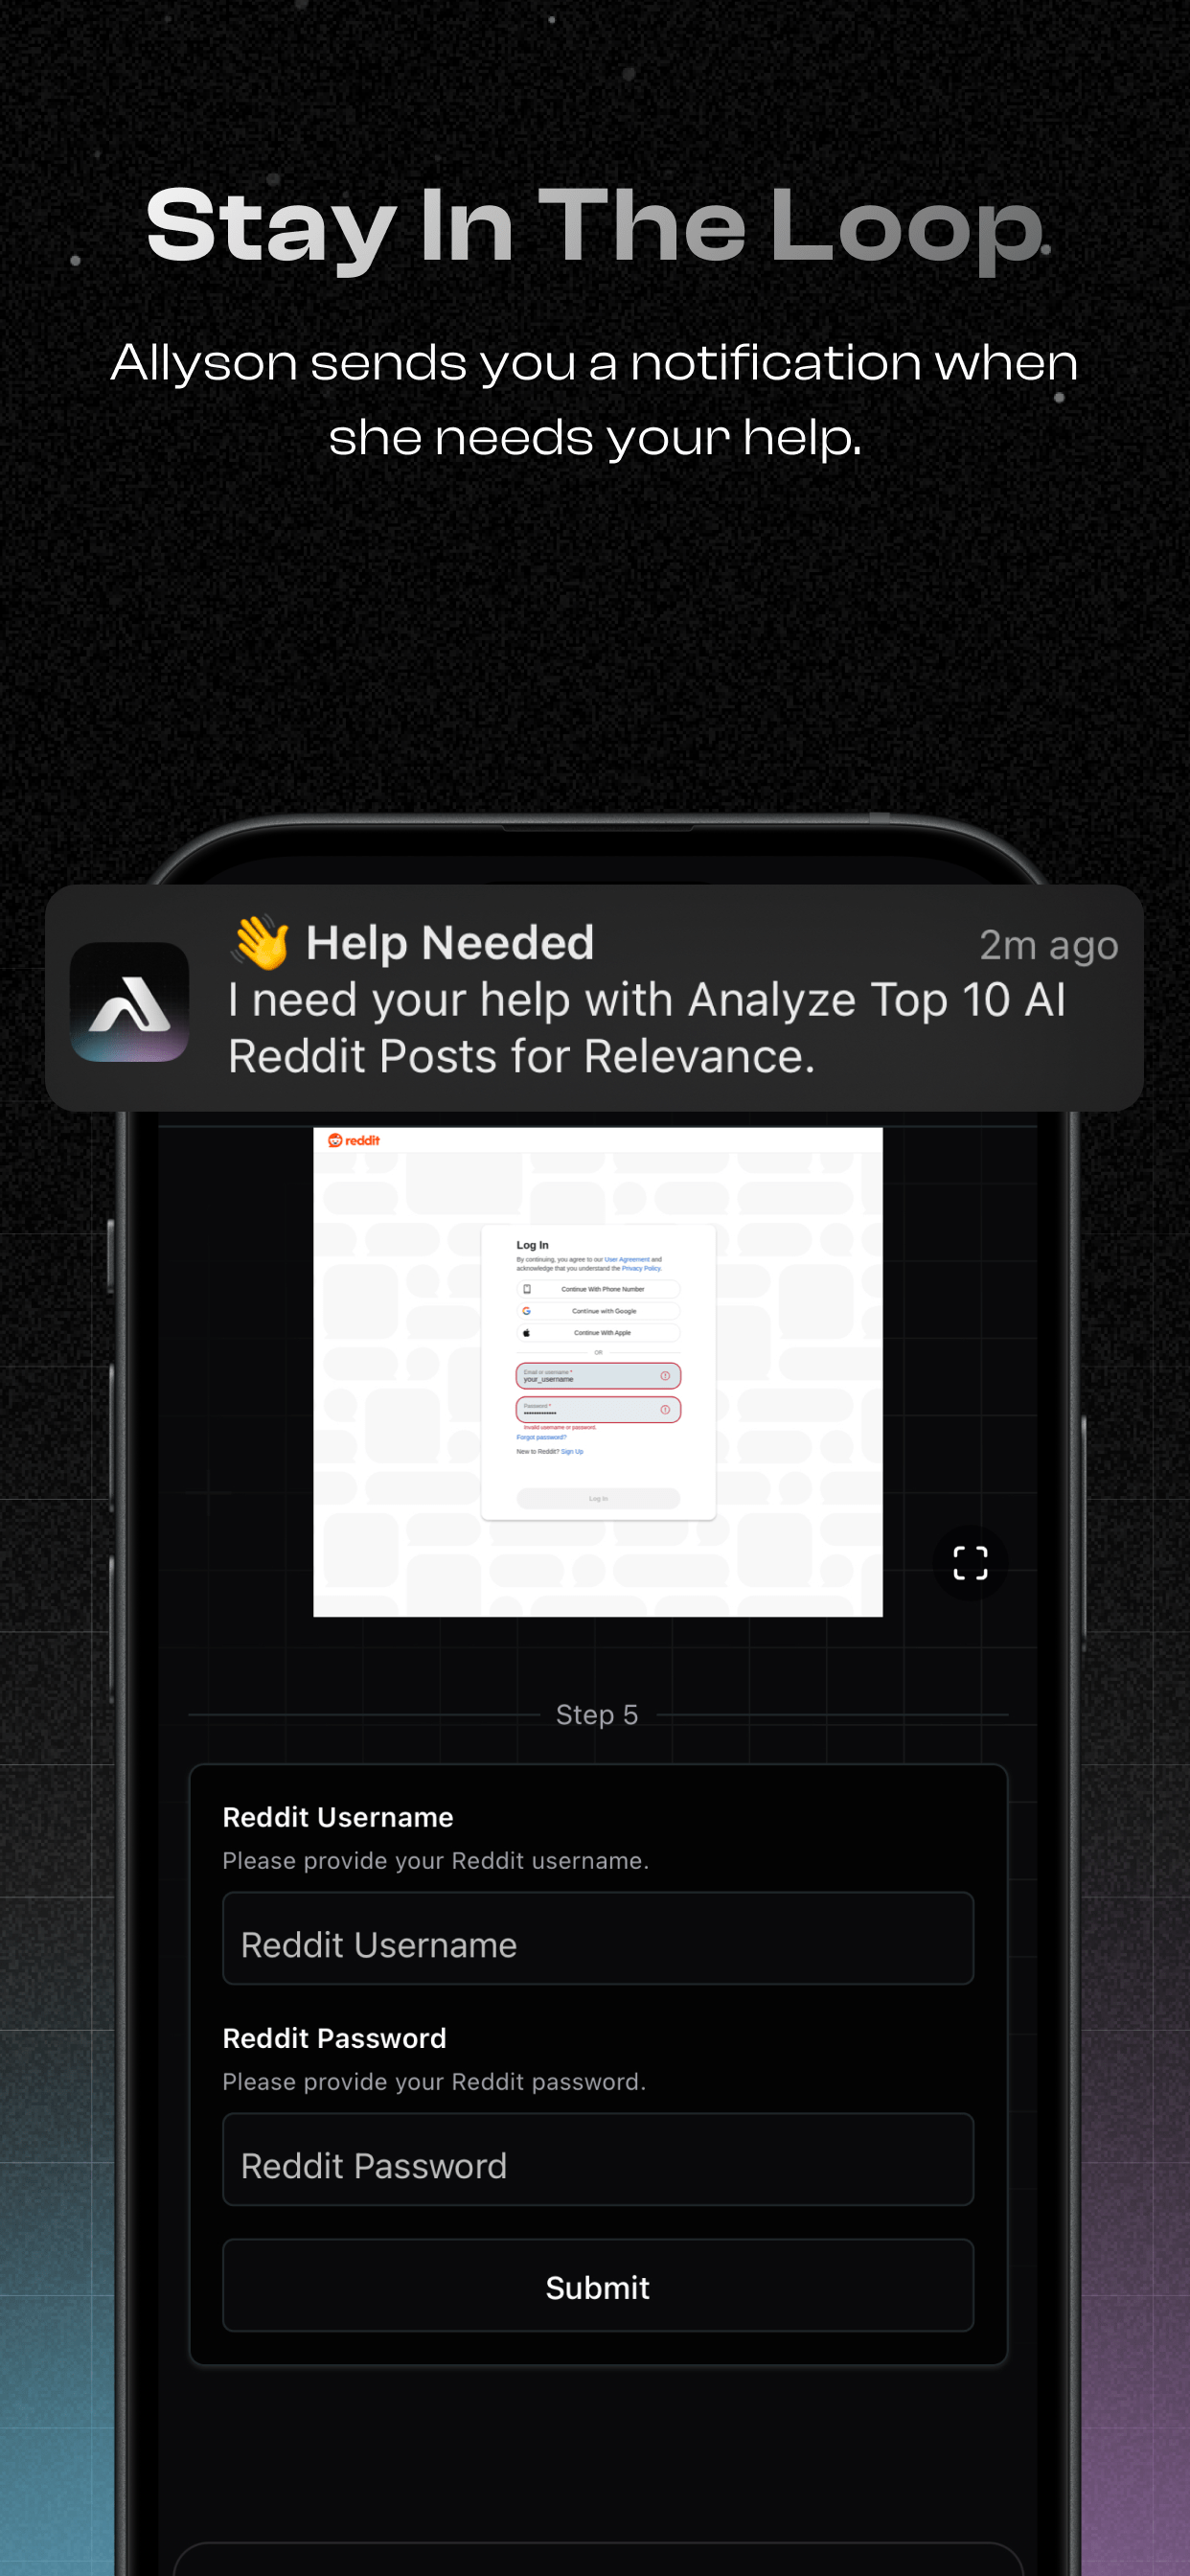 Stay In The Loop
Allyson sends you a notification when
she needs your help.
👋 Help Needed
2m ago
I need your help with Analyze Top 10 AI
Reddit Posts for Relevance.
reddit
Log In
By continuing, you agree to our User Agreement and
acknowledge that you understand the Privacy Policy.
Continue With Phone Number
Continue with Google
Continue With Apple
OR
Email or username *
your_username
Password *
••••••••••••
Invalid username or password.
Forgot password?
New to Reddit? Sign Up
Log In
Step 5
Reddit Username
Please provide your Reddit username.
Reddit Username
Reddit Password
Please provide your Reddit password.
Reddit Password
Submit